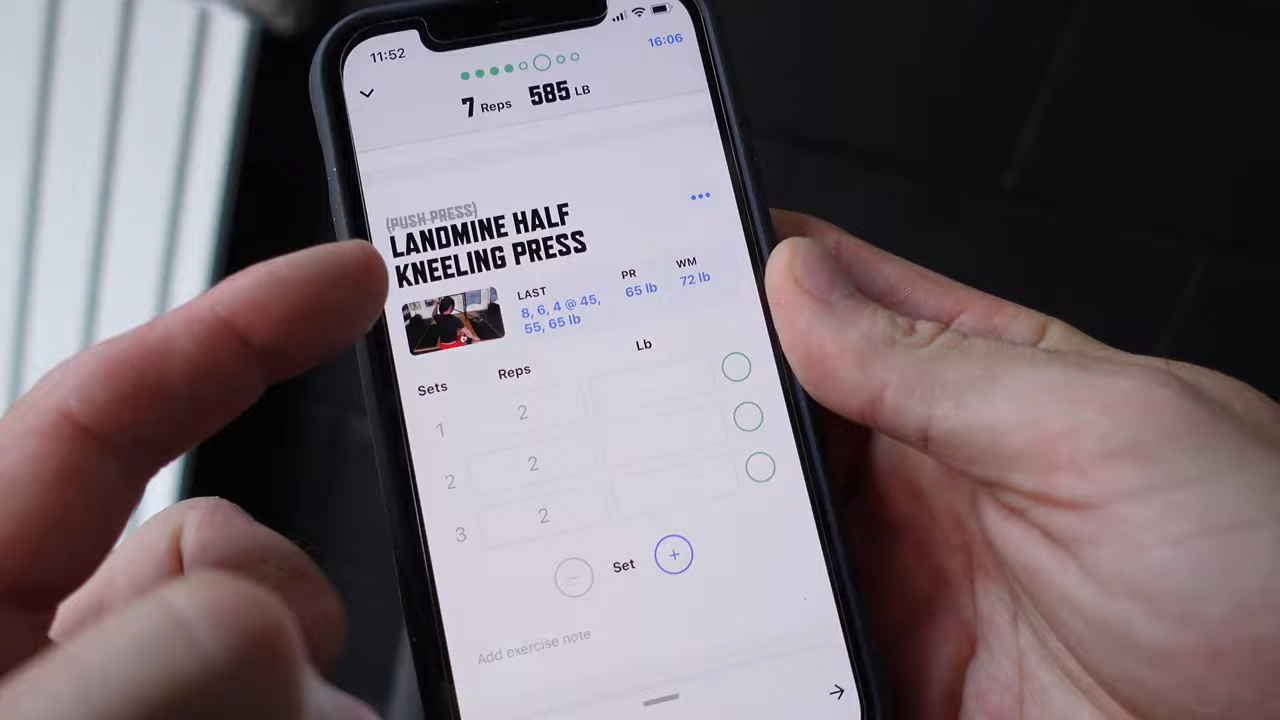 11:52
16:06
7 Reps 585 LB
(PUSH PRESS)
LANDMINE HALF
KNEELING PRESS
LAST
8, 6, 4 @ 45,
55, 65 lb
PR
65 lb
WM
72 lb
Sets Reps Lb
1 2
2 2
3 2
Set
Add exercise note